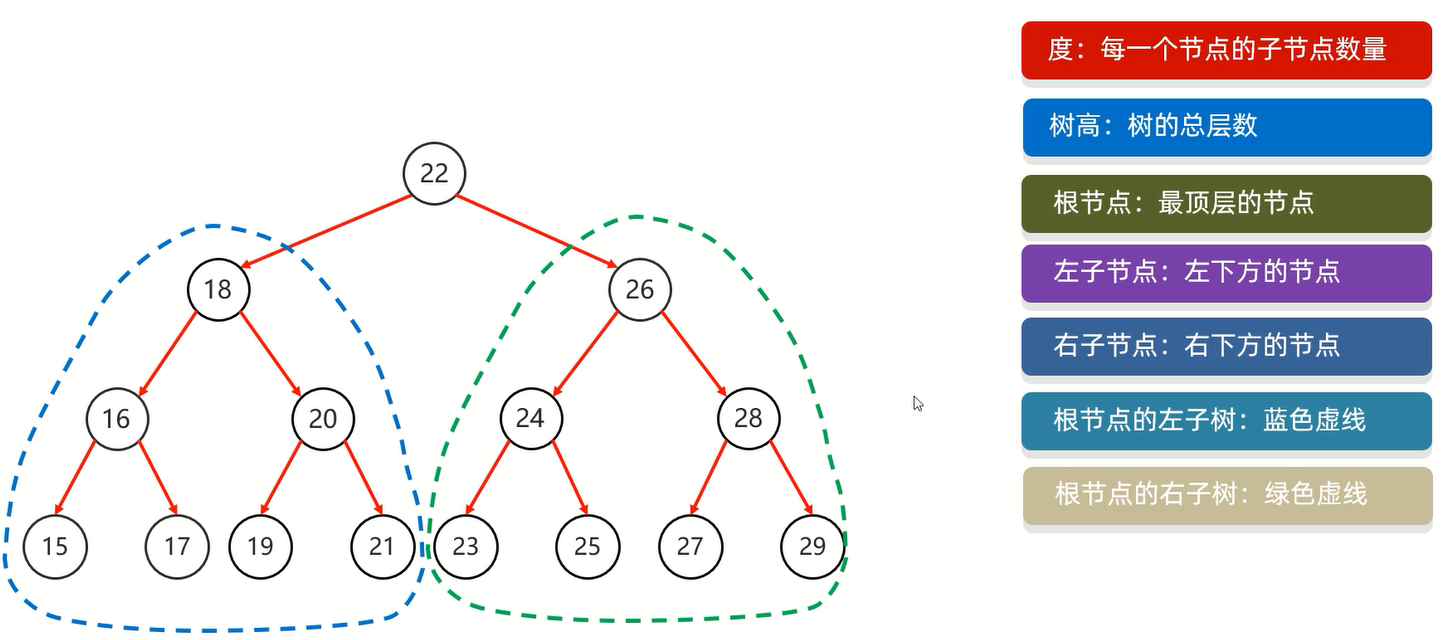 22
18
26
16
20
24
28
15
17
19
21
23
25
27
29
度：每一个节点的子节点数量
树高：树的总层数
根节点：最顶层的节点
左子节点：左下方的节点
右子节点：右下方的节点
根节点的左子树：蓝色虚线
根节点的右子树：绿色虚线